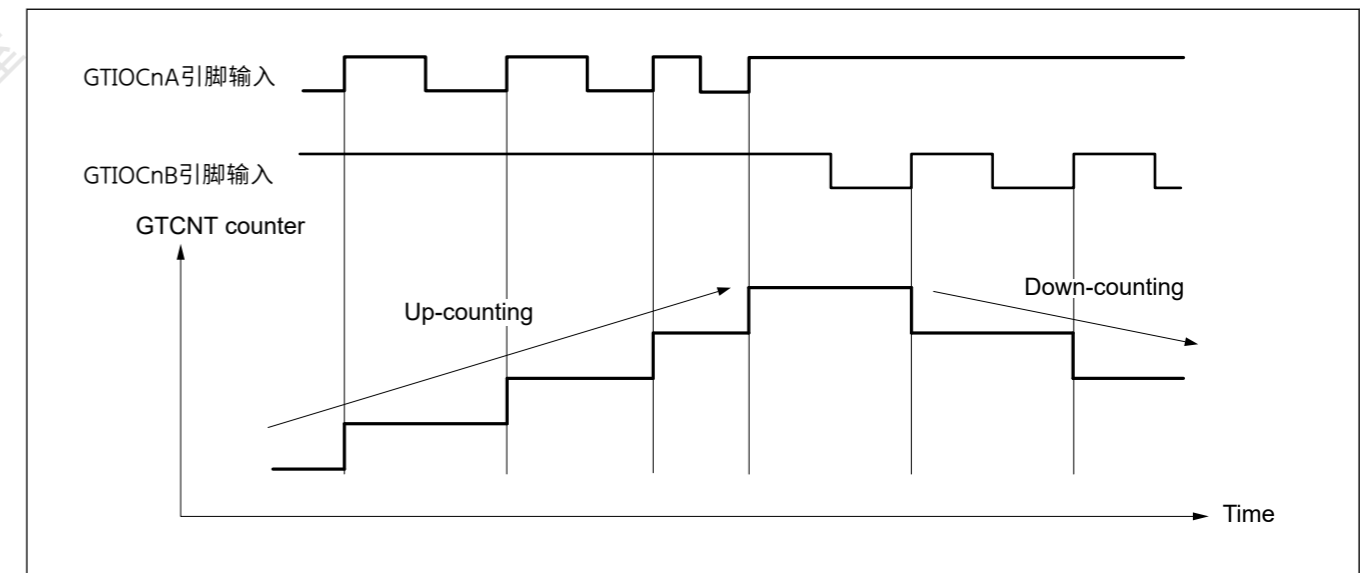 GTIOCnA引脚输入
GTIOCnB引脚输入
GTCNT counter
Up-counting
Down-counting
Time